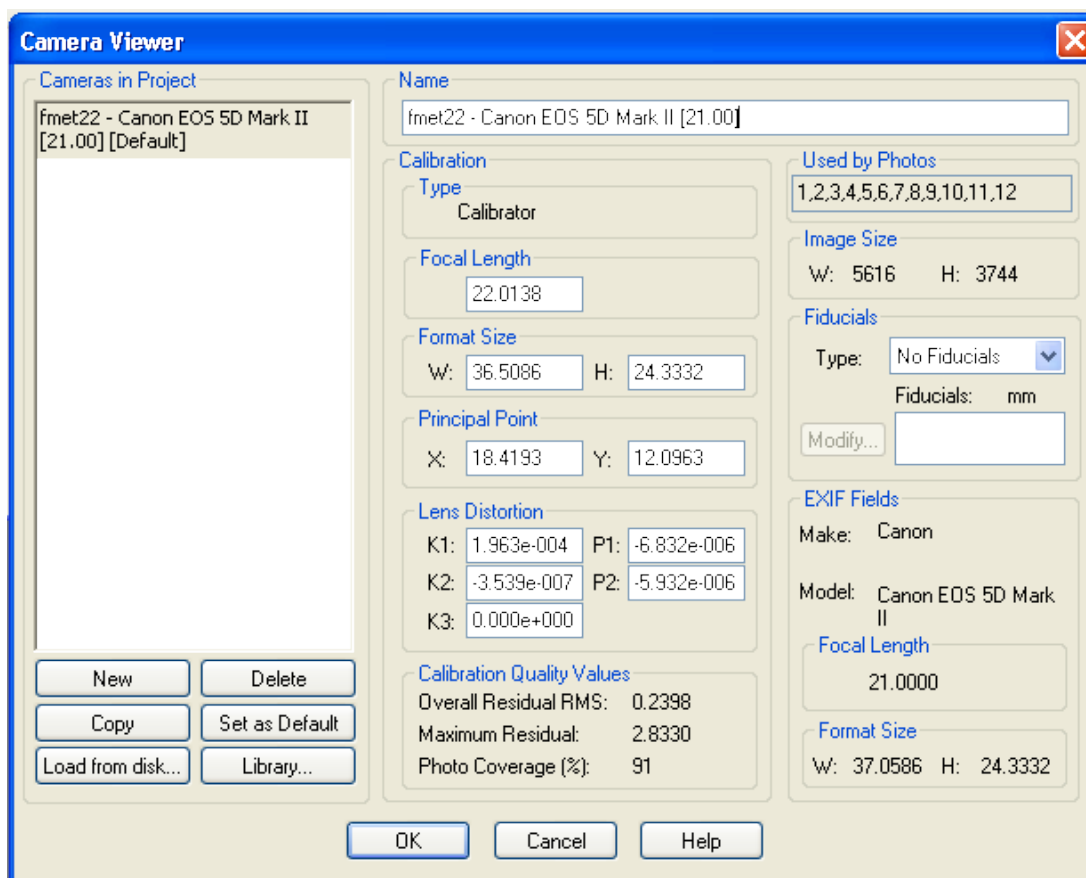 Camera Viewer
Cameras in Project
fmet22 - Canon EOS 5D Mark II
[21.00] [Default]
New
Delete
Copy
Set as Default
Load from disk...
Library...
Name
fmet22 - Canon EOS 5D Mark II [21.00]
Calibration
Type
Calibrator
Focal Length
22.0138
Format Size
W: 36.5086 H: 24.3332
Principal Point
X: 18.4193 Y: 12.0963
Lens Distortion
K1: 1.963e-004 P1: -6.832e-006
K2: -3.539e-007 P2: -5.932e-006
K3: 0.000e+000
Calibration Quality Values
Overall Residual RMS: 0.2398
Maximum Residual: 2.8330
Photo Coverage (%): 91
Used by Photos
1,2,3,4,5,6,7,8,9,10,11,12
Image Size
W: 5616 H: 3744
Fiducials
Type: No Fiducials
Fiducials: mm
Modify...
EXIF Fields
Make: Canon
Model: Canon EOS 5D Mark
II
Focal Length
21.0000
Format Size
W: 37.0586 H: 24.3332
OK
Cancel
Help